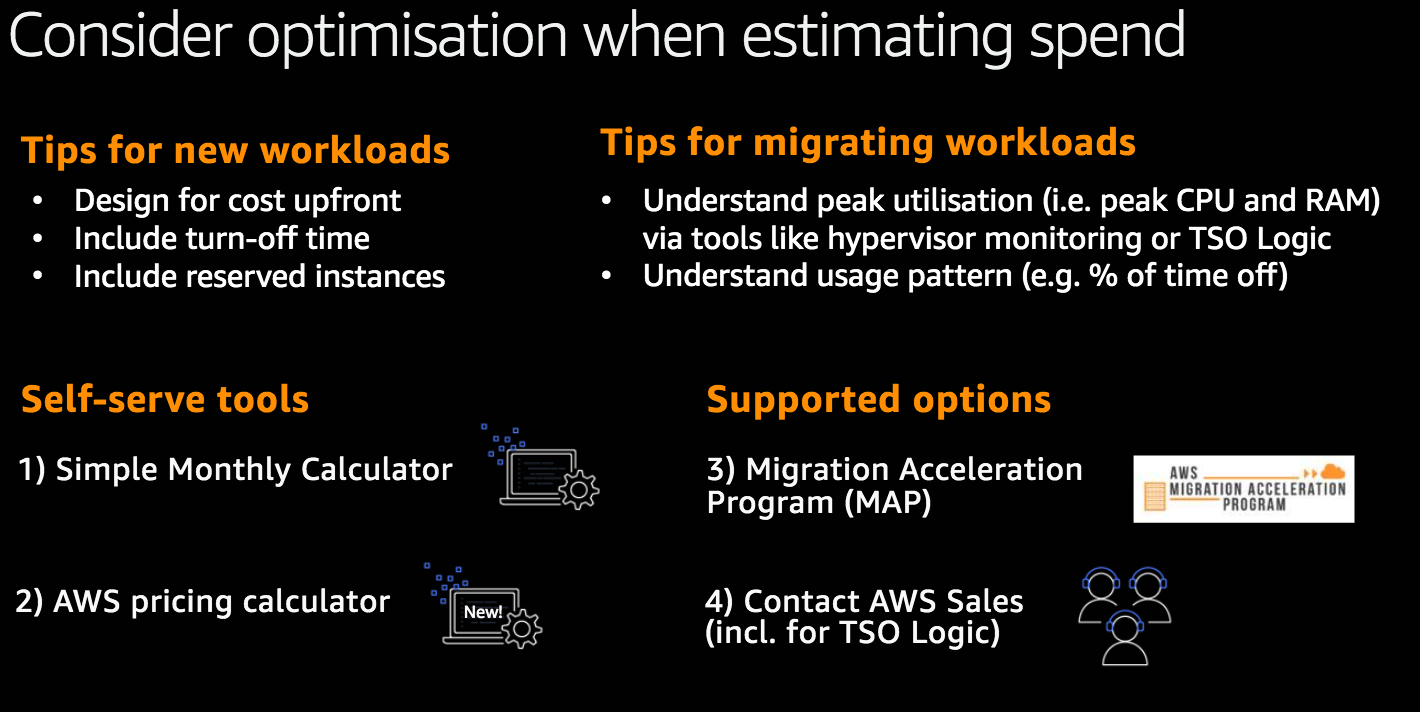 Consider optimisation when estimating spend
Tips for new workloads
• Design for cost upfront
• Include turn-off time
• Include reserved instances
Tips for migrating workloads
• Understand peak utilisation (i.e. peak CPU and RAM)
via tools like hypervisor monitoring or TSO Logic
• Understand usage pattern (e.g. % of time off)
Self-serve tools
1) Simple Monthly Calculator
2) AWS pricing calculator
New!
Supported options
3) Migration Acceleration
Program (MAP)
AWS
MIGRATION ACCELERATION
PROGRAM
4) Contact AWS Sales
(incl. for TSO Logic)